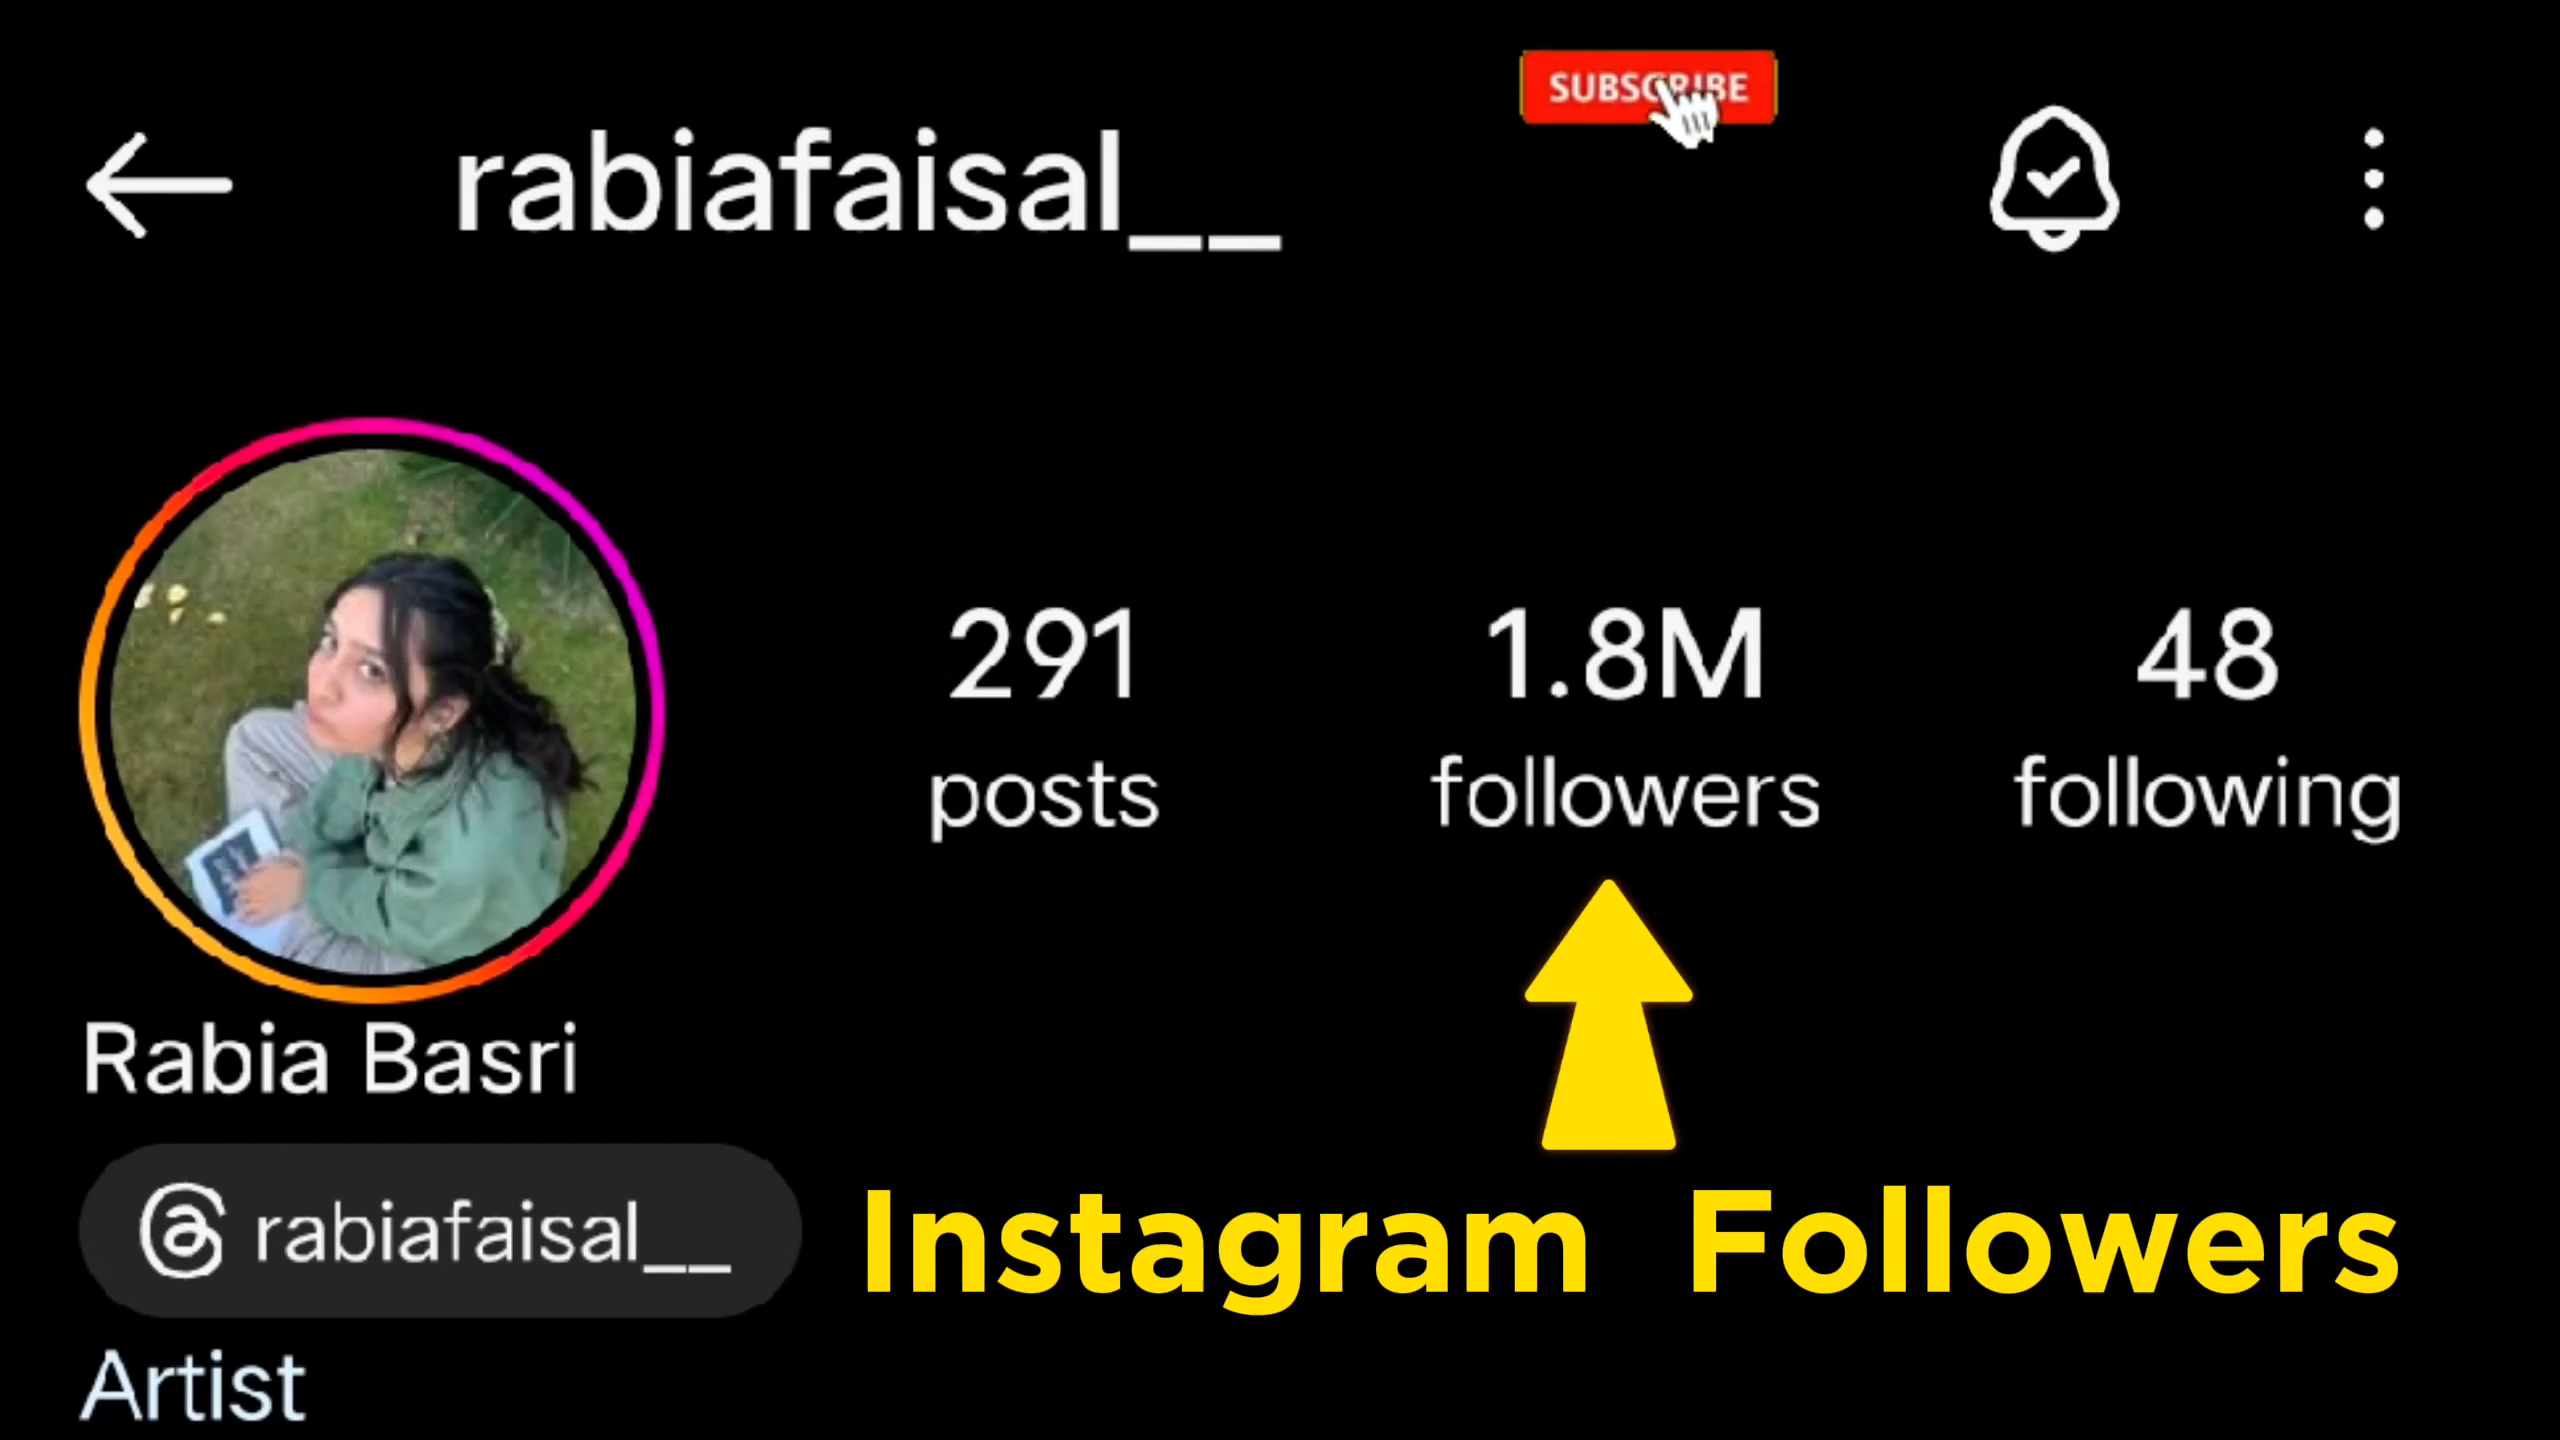 SUBSCRIBE
rabiafaisal__
291
posts
1.8M
followers
48
following
Rabia Basri
rabiafaisal__
Instagram Followers
Artist